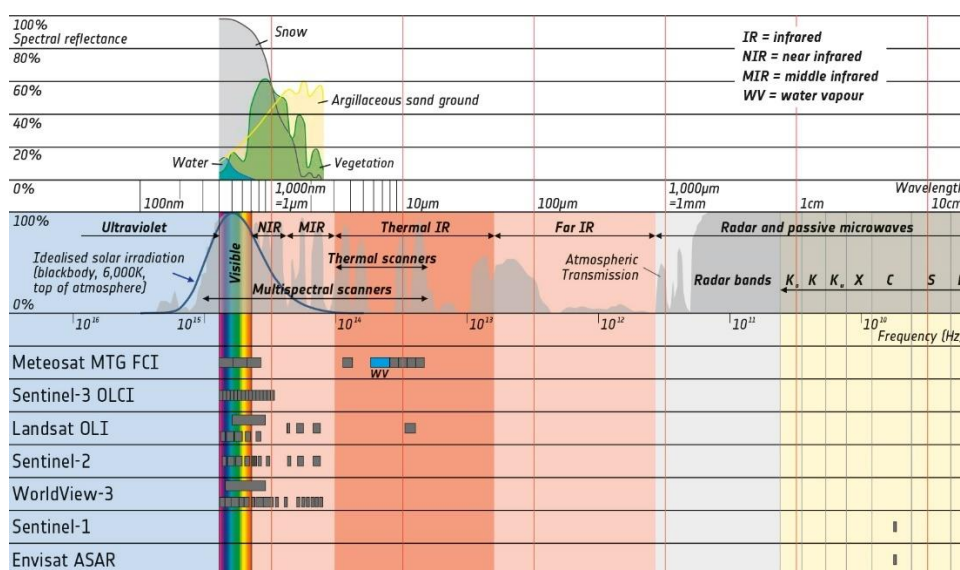 100%
Spectral reflectance
80%
60%
40%
20%
0%
Snow
Argillaceous sand ground
Water
Vegetation
IR = infrared
NIR = near infrared
MIR = middle infrared
WV = water vapour
100nm
1,000nm
=1µm
10µm
100µm
1,000µm
=1mm
1cm
10cm
Wavelength
100%
0%
Ultraviolet
Visible
NIR
MIR
Thermal IR
Far IR
Radar and passive microwaves
Idealised solar irradiation
(blackbody, 6,000K,
top of atmosphere)
Thermal scanners
Multispectral scanners
Atmospheric
Transmission
Radar bands
K
K
K
X
C
S
10¹⁶
10¹⁵
10¹⁴
10¹³
10¹²
10¹¹
10¹⁰
Frequency (Hz)
Meteosat MTG FCI
WV
Sentinel-3 OLCI
Landsat OLI
Sentinel-2
WorldView-3
Sentinel-1
Envisat ASAR